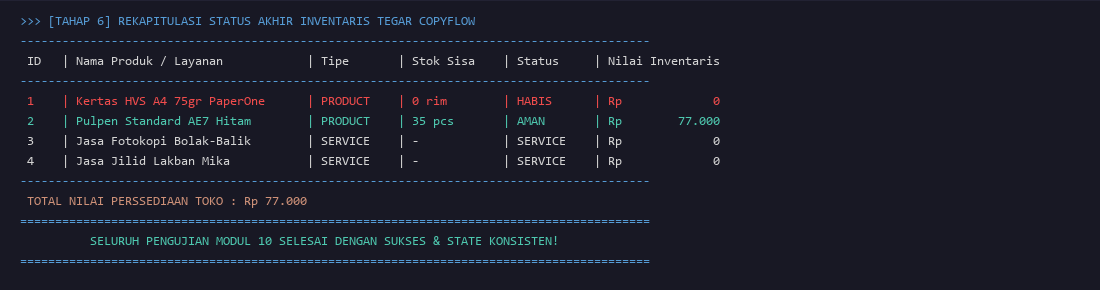 >>> [TAHAP 6] REKAPITULASI STATUS AKHIR INVENTARIS TEGAR COPYFLOW
------------------------------------------------------------------------------------------
 ID   | Nama Produk / Layanan            | Tipe       | Stok Sisa    | Status     | Nilai Inventaris
------------------------------------------------------------------------------------------
 1    | Kertas HVS A4 75gr PaperOne      | PRODUCT    | 0 rim        | HABIS      | Rp             0
 2    | Pulpen Standard AE7 Hitam        | PRODUCT    | 35 pcs       | AMAN       | Rp        77.000
 3    | Jasa Fotokopi Bolak-Balik        | SERVICE    | -            | SERVICE    | Rp             0
 4    | Jasa Jilid Lakban Mika           | SERVICE    | -            | SERVICE    | Rp             0
------------------------------------------------------------------------------------------
 TOTAL NILAI PERSSEDIAAN TOKO : Rp 77.000
==========================================================================================
          SELURUH PENGUJIAN MODUL 10 SELESAI DENGAN SUKSES & STATE KONSISTEN!
==========================================================================================